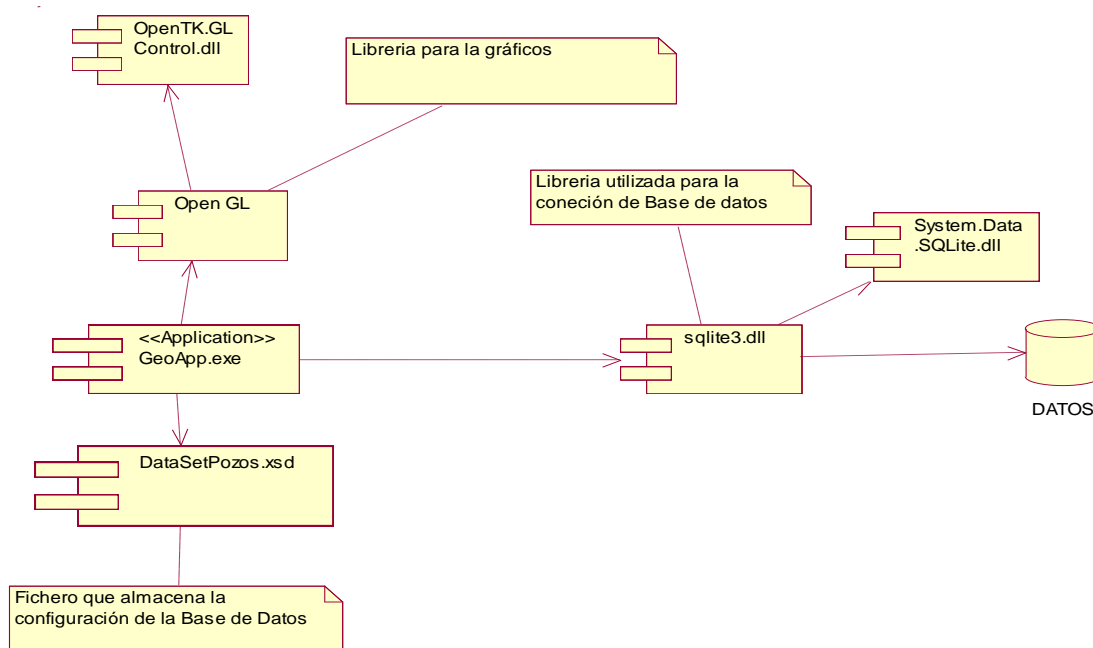 OpenTK.GL
Control.dll
Libreria para la gráficos
Open GL
Libreria utilizada para la
coneción de Base de datos
System.Data
.SQLite.dll
<<Application>>
GeoApp.exe
sqlite3.dll
DATOS
DataSetPozos.xsd
Fichero que almacena la
configuración de la Base de Datos